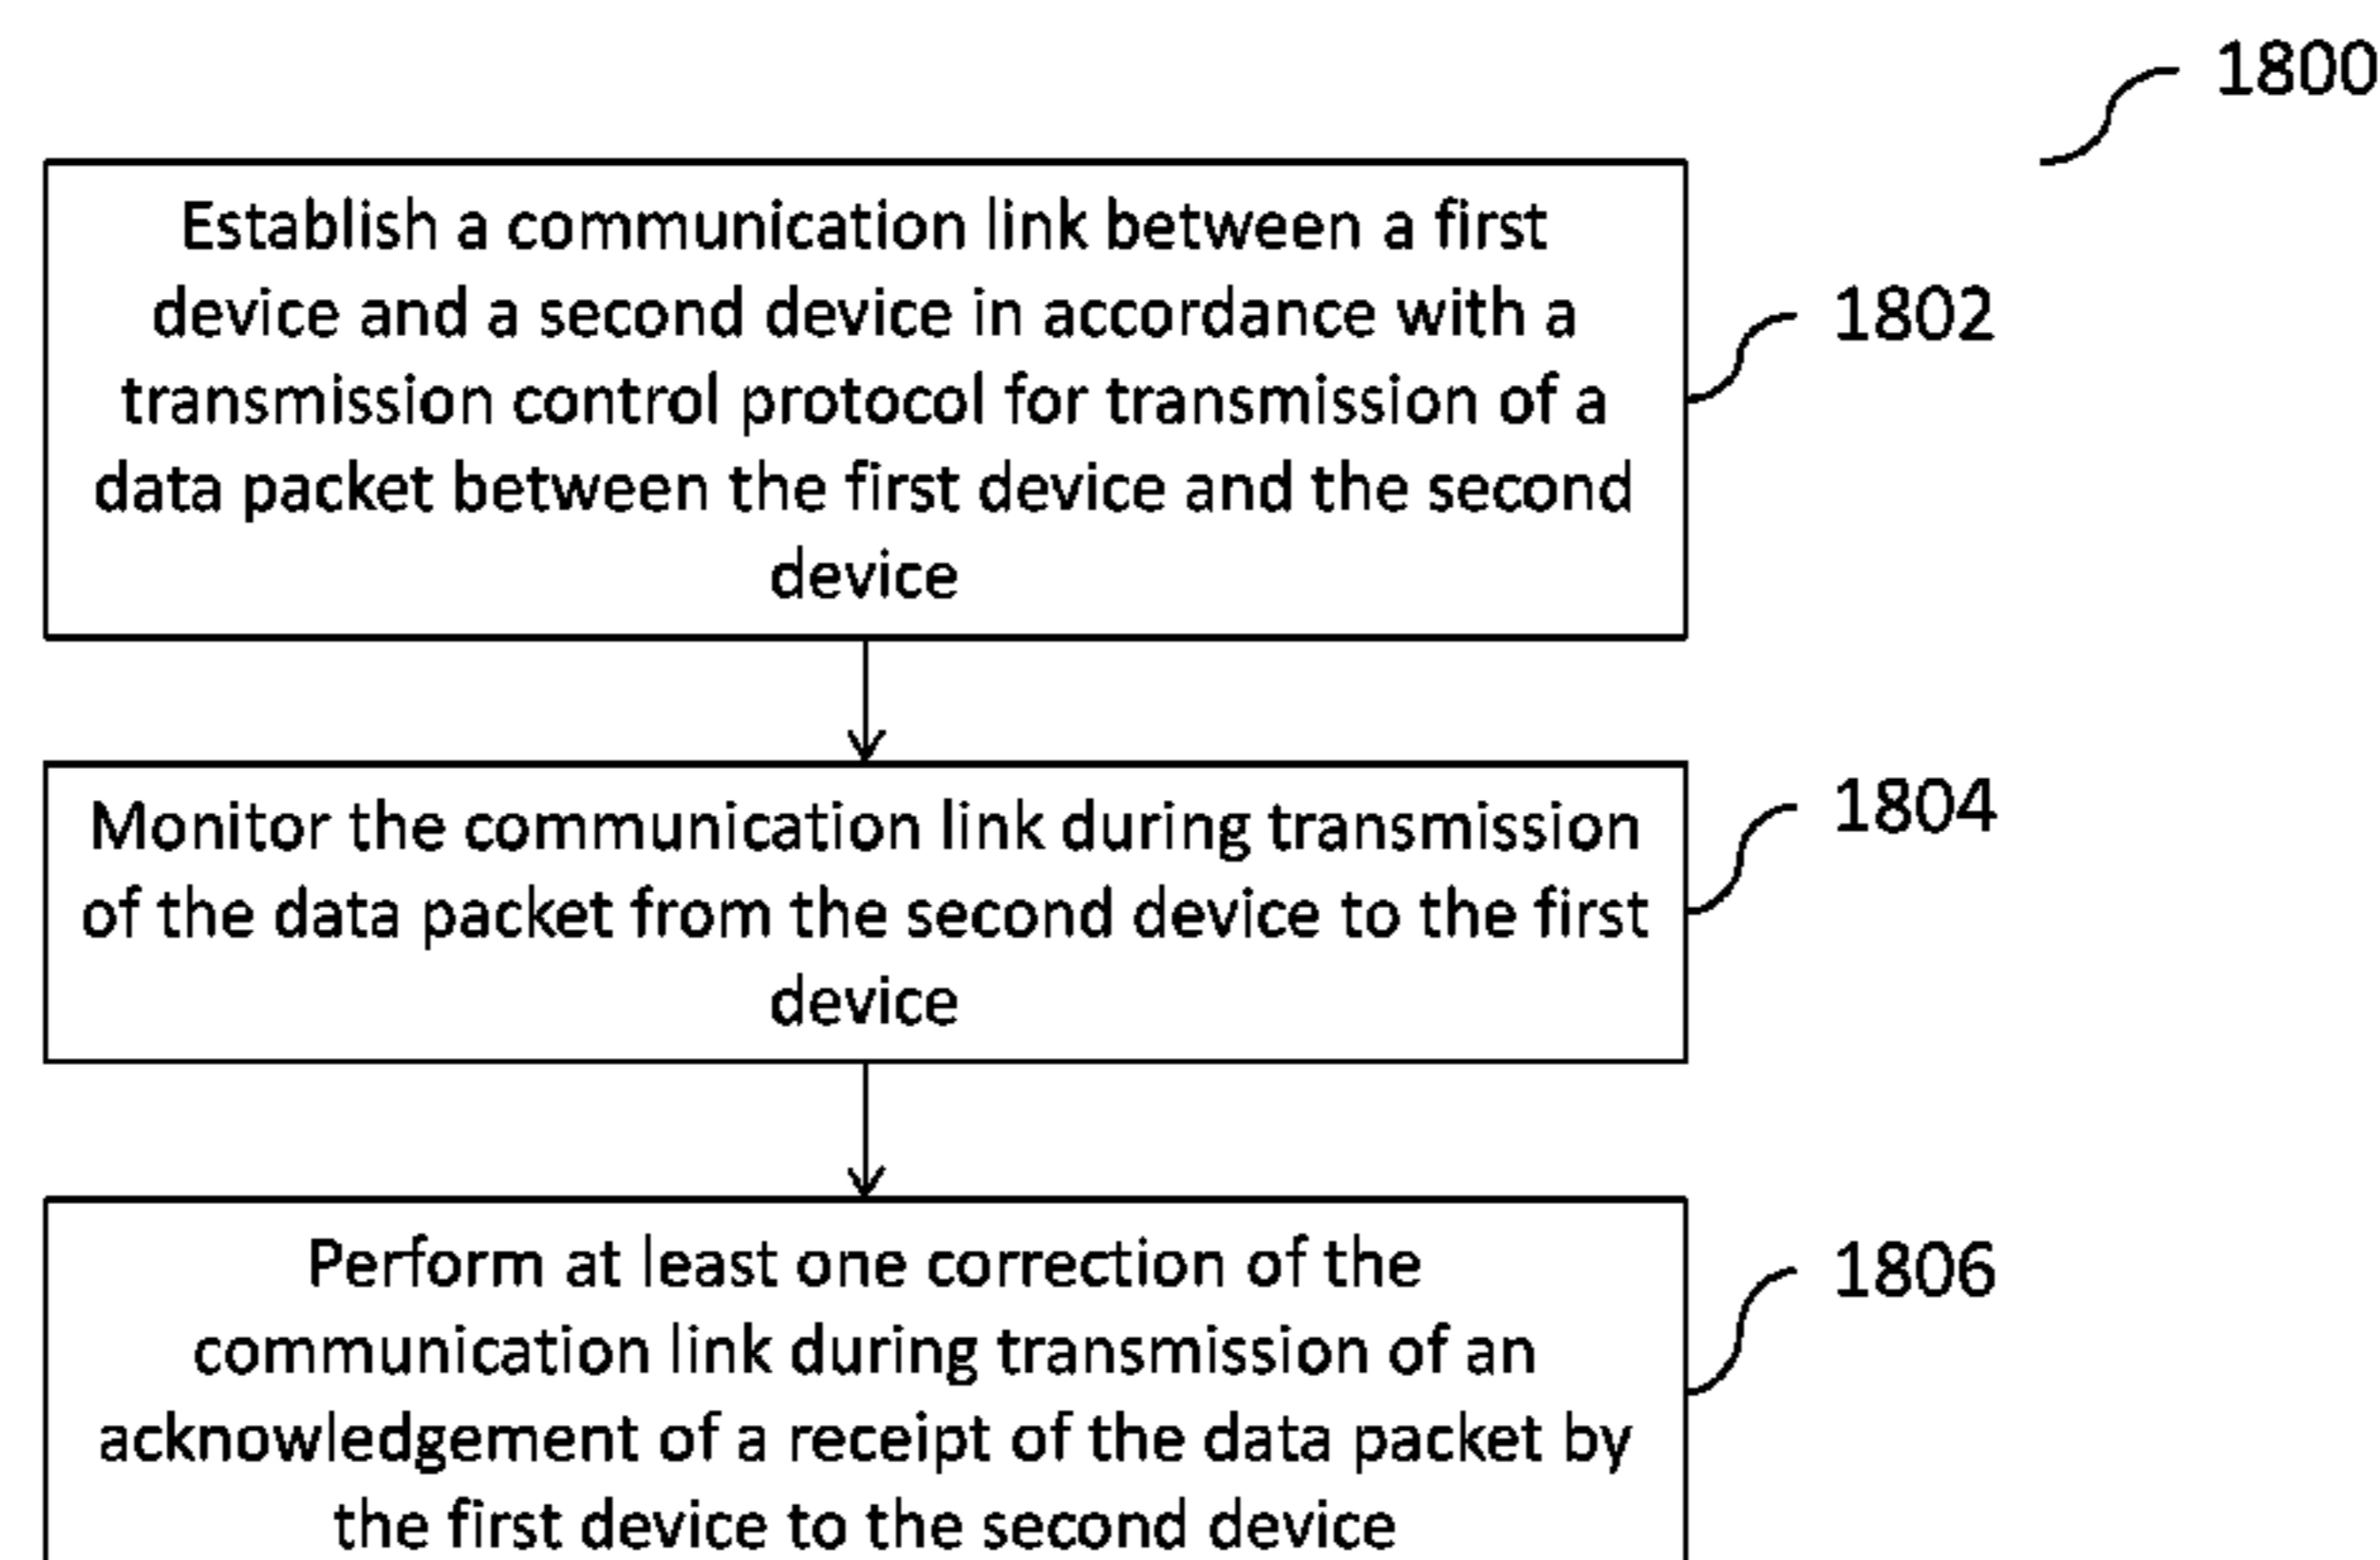 1800
Establish a communication link between a first
device and a second device in accordance with a
transmission control protocol for transmission of a
data packet between the first device and the second
device
1802
Monitor the communication link during transmission
of the data packet from the second device to the first
device
1804
Perform at least one correction of the
communication link during transmission of an
acknowledgement of a receipt of the data packet by
the first device to the second device
1806